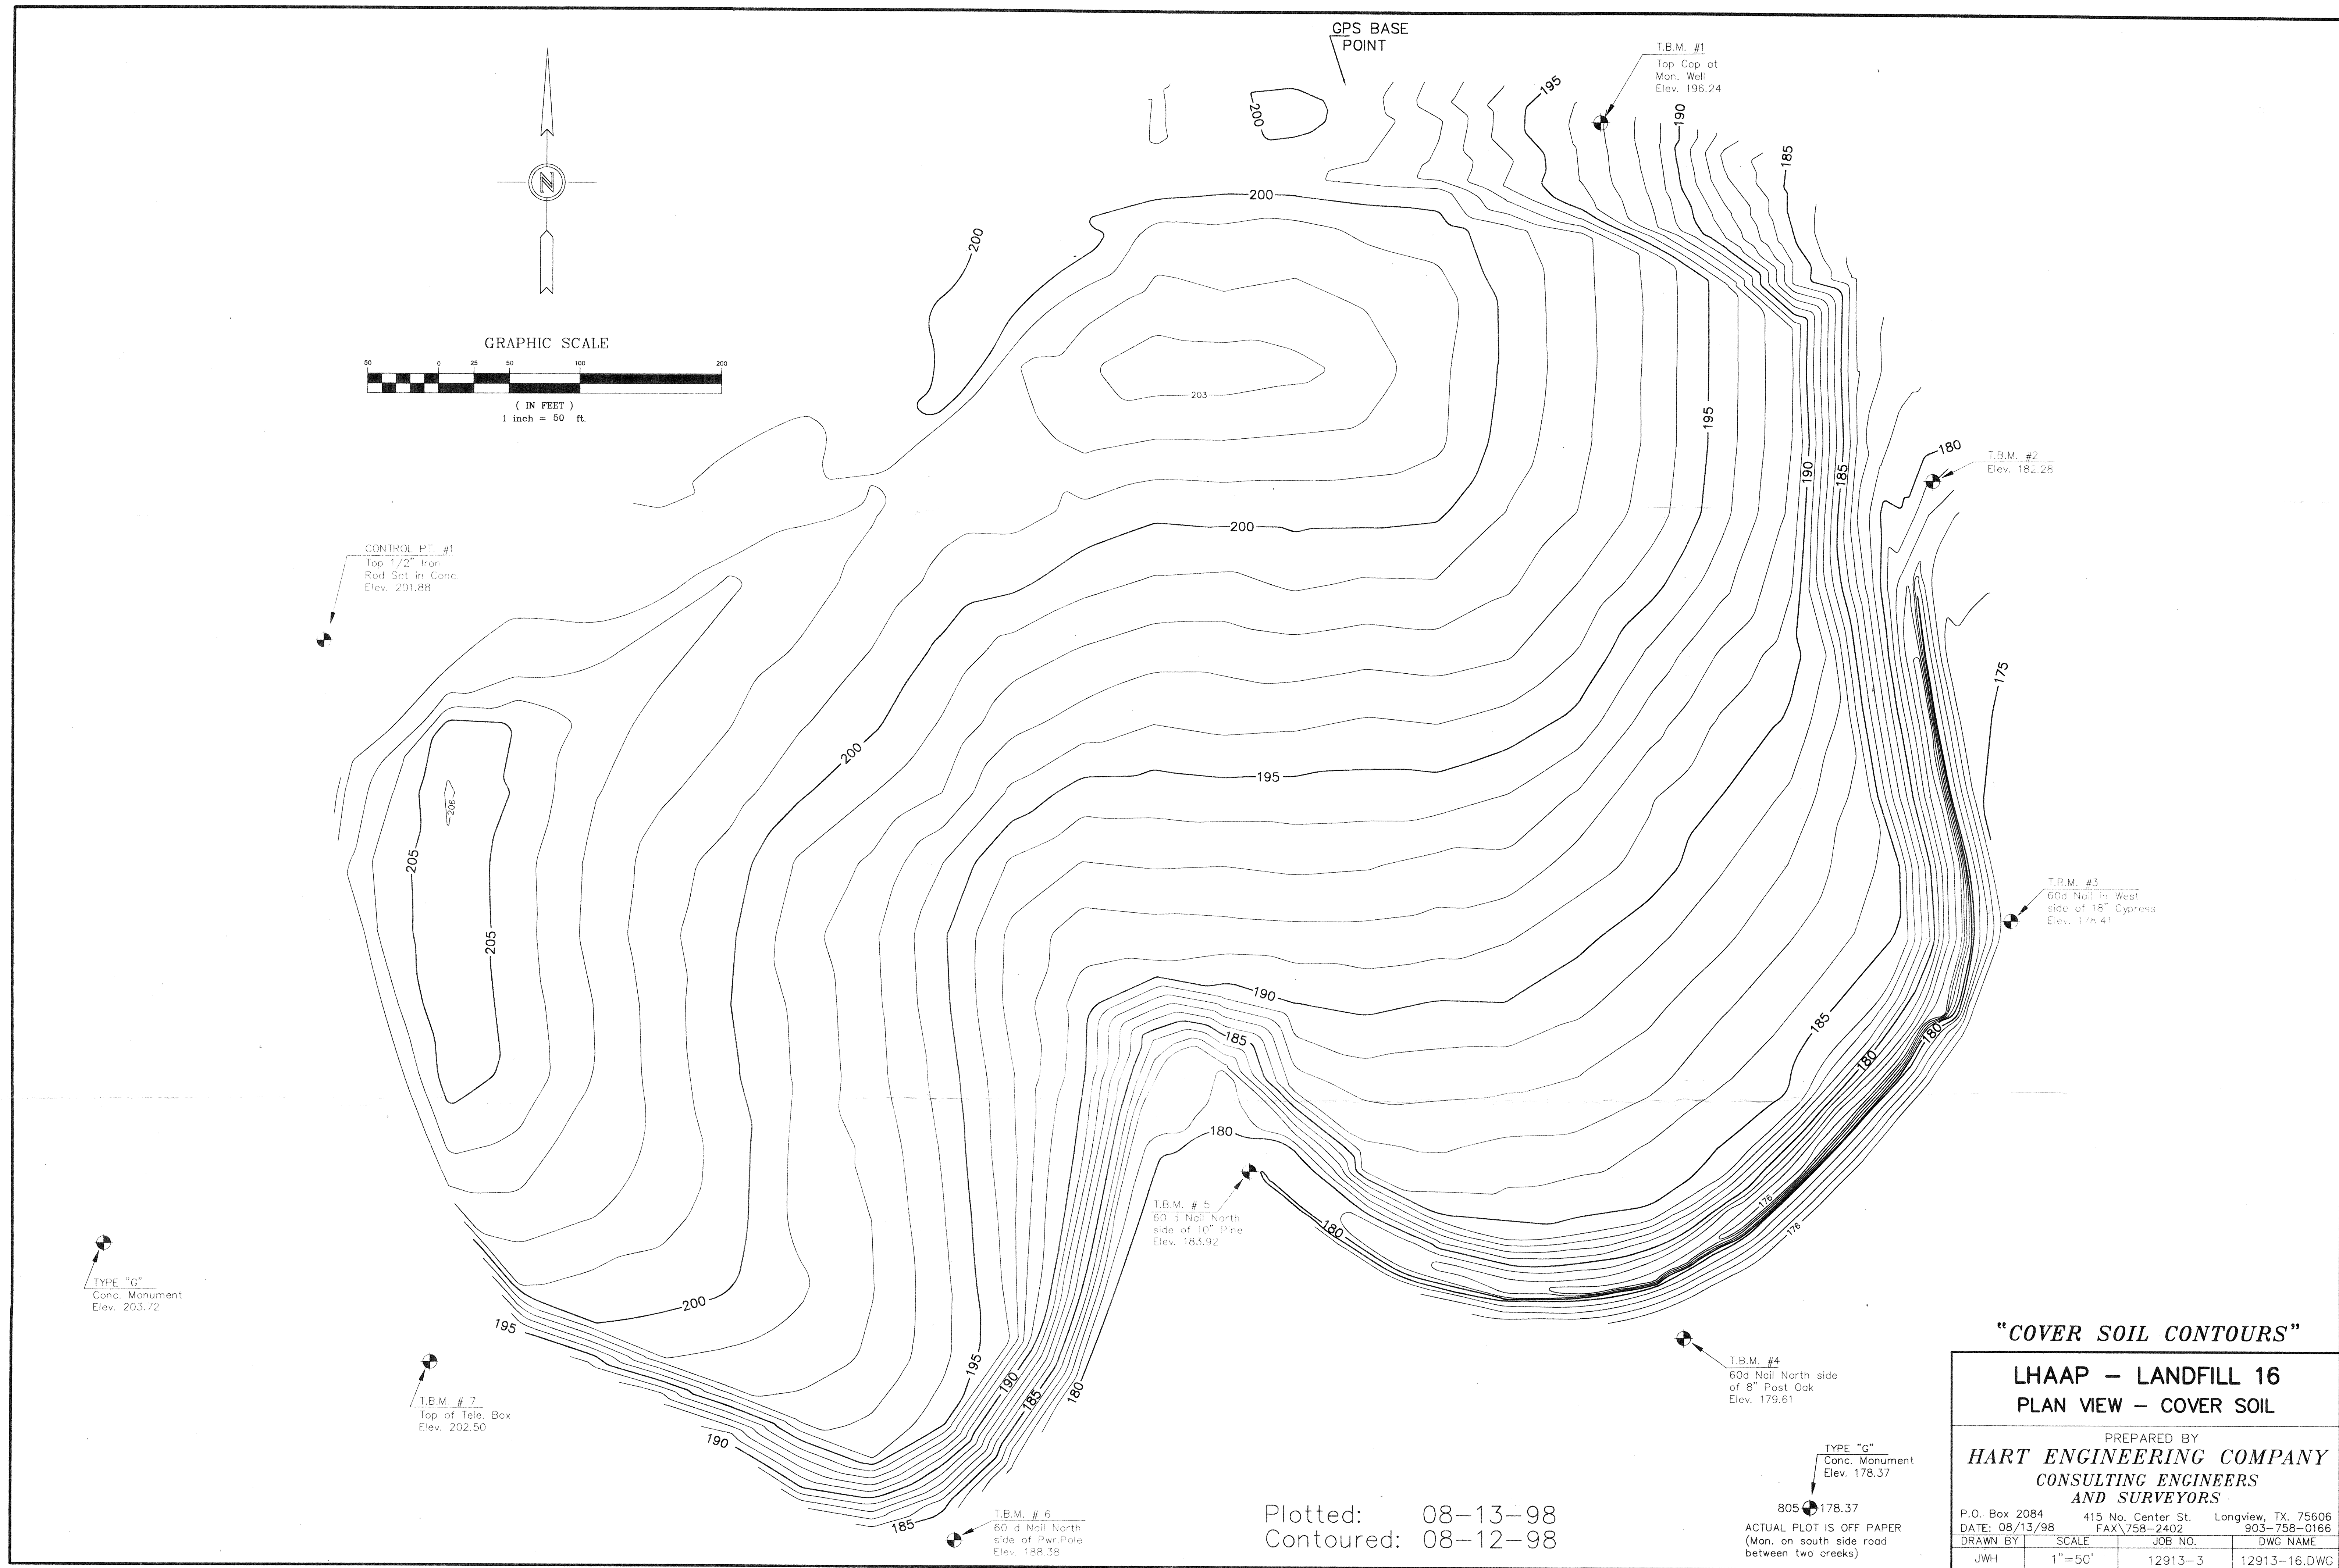 GPS BASE
POINT
T.B.M. #1
Top Cap at
Mon. Well
Elev. 196.24
195
190
185
200
200
200
N
GRAPHIC SCALE
50 0 25 50 100 200
( IN FEET )
1 inch = 50 ft.
203
195
190
185
180
T.B.M. #2
Elev. 182.28
200
CONTROL PT. #1
Top 1/2" Iron
Rod Set in Conc.
Elev. 201.88
175
200
195
206
205
205
T.B.M. #3
60d Nail in West
side of 18" Cypress
Elev. 178.41
190
185
185
180
180
180
T.B.M. # 5
60 d Nail North
side of 10" Pine
Elev. 183.92
180
176
176
TYPE "G"
Conc. Monument
Elev. 203.72
200
195
195
190
185
180
T.B.M. #4
60d Nail North side
of 8" Post Oak
Elev. 179.61
T.B.M. # 7
Top of Tele. Box
Elev. 202.50
190
185
T.B.M. # 6
60 d Nail North
side of Pwr.Pole
Elev. 188.38
Plotted: 08-13-98
Contoured: 08-12-98
TYPE "G"
Conc. Monument
Elev. 178.37
805 178.37
ACTUAL PLOT IS OFF PAPER
(Mon. on south side road
between two creeks)
"COVER SOIL CONTOURS"
LHAAP - LANDFILL 16
PLAN VIEW - COVER SOIL
PREPARED BY
HART ENGINEERING COMPANY
CONSULTING ENGINEERS
AND SURVEYORS
P.O. Box 2084 415 No. Center St. Longview, TX. 75606
DATE: 08/13/98 FAX\758-2402 903-758-0166
DRAWN BY SCALE JOB NO. DWG NAME
JWH 1"=50' 12913-3 12913-16.DWG